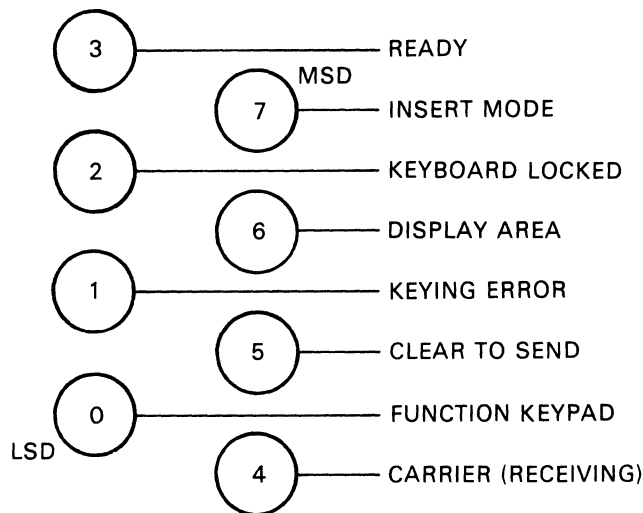 3 READY
MSD
7 INSERT MODE
2 KEYBOARD LOCKED
6 DISPLAY AREA
1 KEYING ERROR
5 CLEAR TO SEND
0 FUNCTION KEYPAD
LSD
4 CARRIER (RECEIVING)